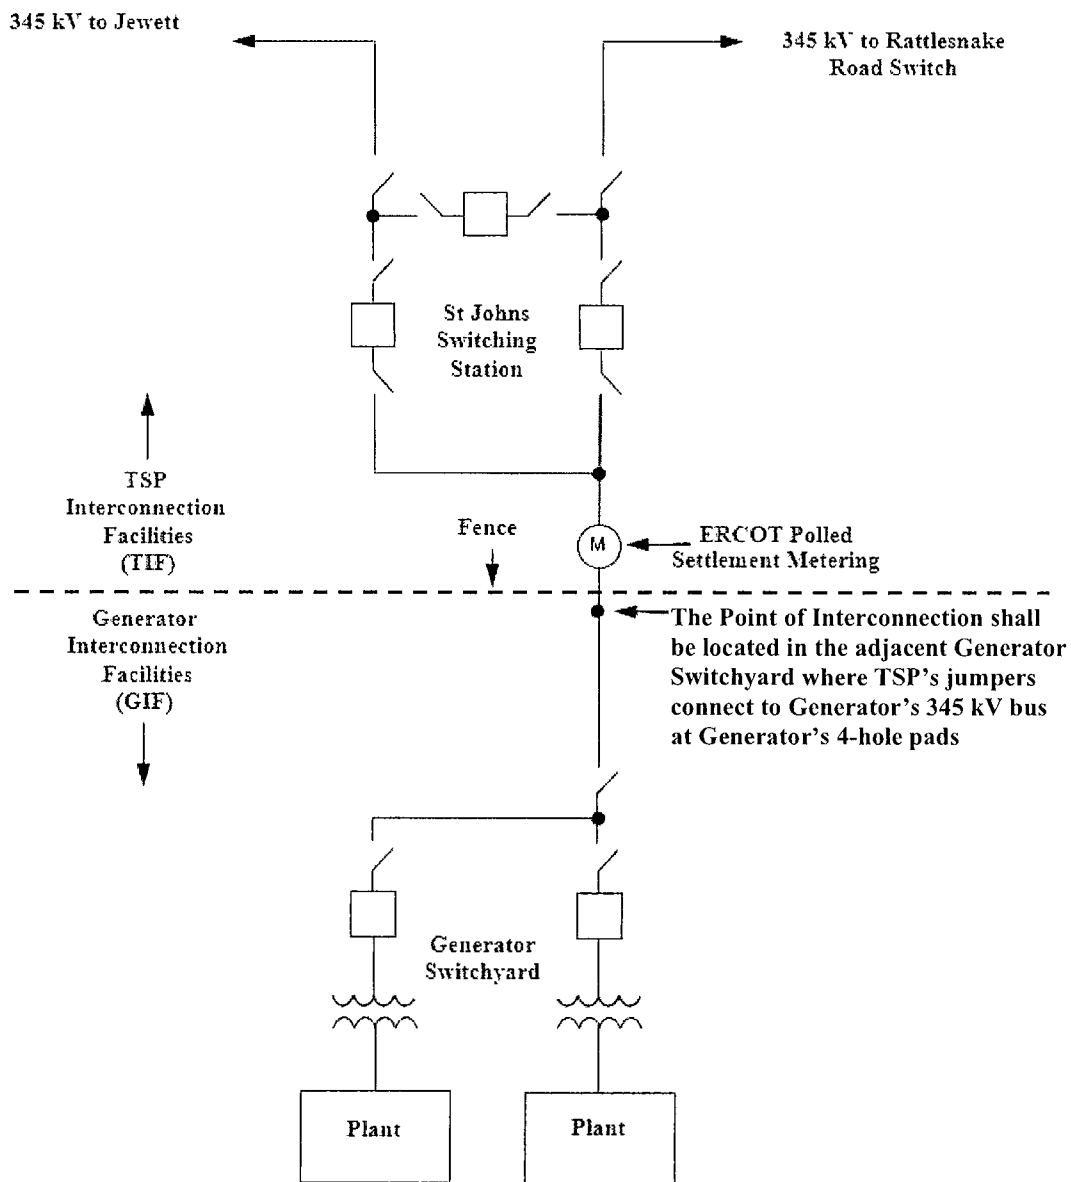 345 kV to Jewett
345 kV to Rattlesnake
Road Switch
St Johns
Switching
Station
TSP
Interconnection
Facilities
(TIF)
Fence
M
ERCOT Polled
Settlement Metering
Generator
Interconnection
Facilities
(GIF)
The Point of Interconnection shall
be located in the adjacent Generator
Switchyard where TSP's jumpers
connect to Generator's 345 kV bus
at Generator's 4-hole pads
Generator
Switchyard
Plant
Plant